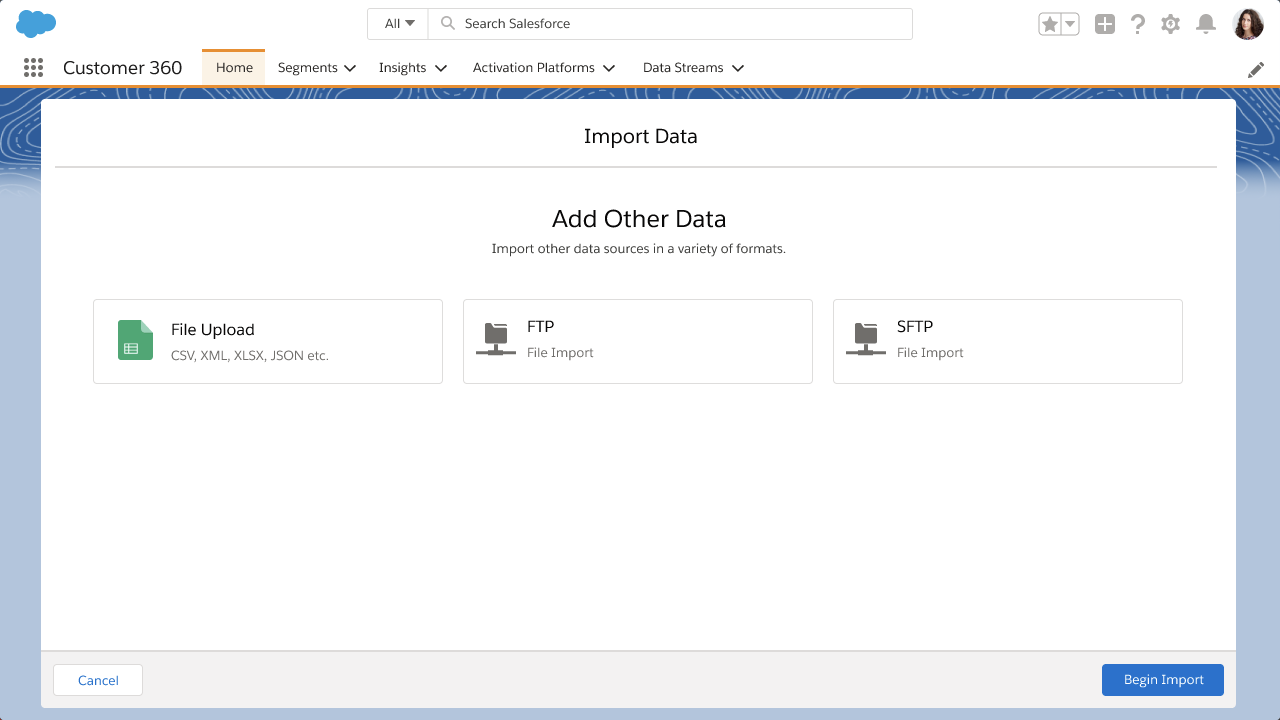 All
Search Salesforce
Customer 360
Home
Segments
Insights
Activation Platforms
Data Streams
Import Data
Add Other Data
Import other data sources in a variety of formats.
File Upload
CSV, XML, XLSX, JSON etc.
FTP
File Import
SFTP
File Import
Cancel
Begin Import